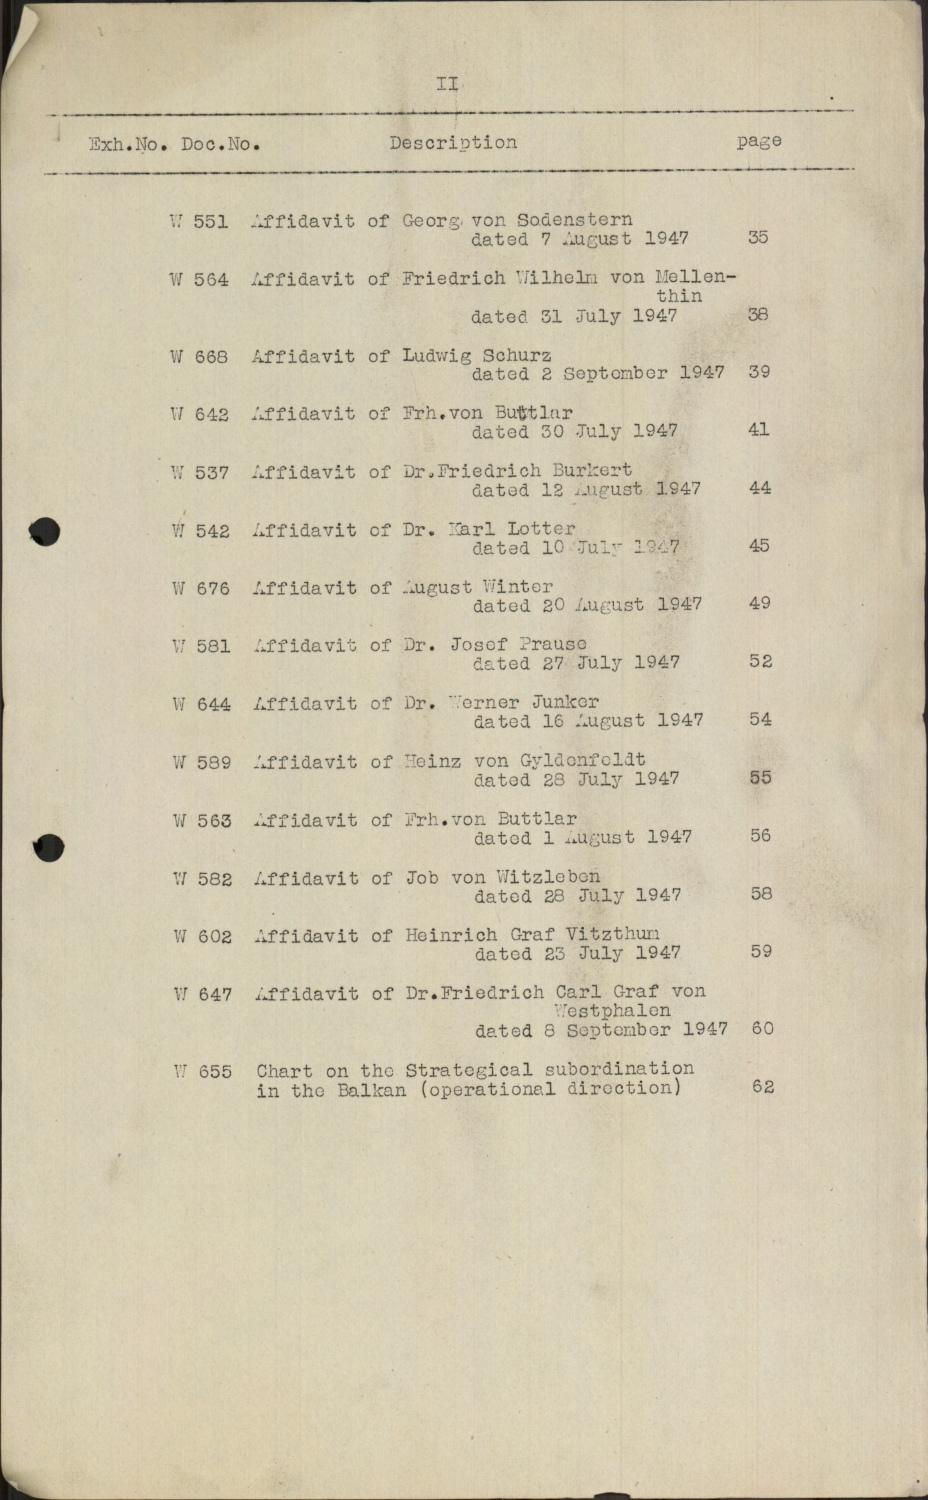 II
Exh.No. Doc.No. Description page
W 551 Affidavit of Georg von Sodenstern
dated 7 August 1947 35
W 564 Affidavit of Friedrich Wilhelm von Mellen-
thin
dated 31 July 1947 38
W 668 Affidavit of Ludwig Schurz
dated 2 September 1947 39
W 642 Affidavit of Frh.von Buttlar
dated 30 July 1947 41
W 537 Affidavit of Dr.Friedrich Burkert
dated 12 August 1947 44
W 542 Affidavit of Dr. Karl Lotter
dated 10 July 1947 45
W 676 Affidavit of August Winter
dated 20 August 1947 49
W 581 Affidavit of Dr. Josef Prause
dated 27 July 1947 52
W 644 Affidavit of Dr. Werner Junker
dated 16 August 1947 54
W 589 Affidavit of Heinz von Gyldenfeldt
dated 28 July 1947 55
W 563 Affidavit of Frh.von Buttlar
dated 1 August 1947 56
W 582 Affidavit of Job von Witzleben
dated 28 July 1947 58
W 602 Affidavit of Heinrich Graf Vitzthum
dated 23 July 1947 59
W 647 Affidavit of Dr.Friedrich Carl Graf von
Westphalen
dated 8 September 1947 60
W 655 Chart on the Strategical subordination
in the Balkan (operational direction) 62